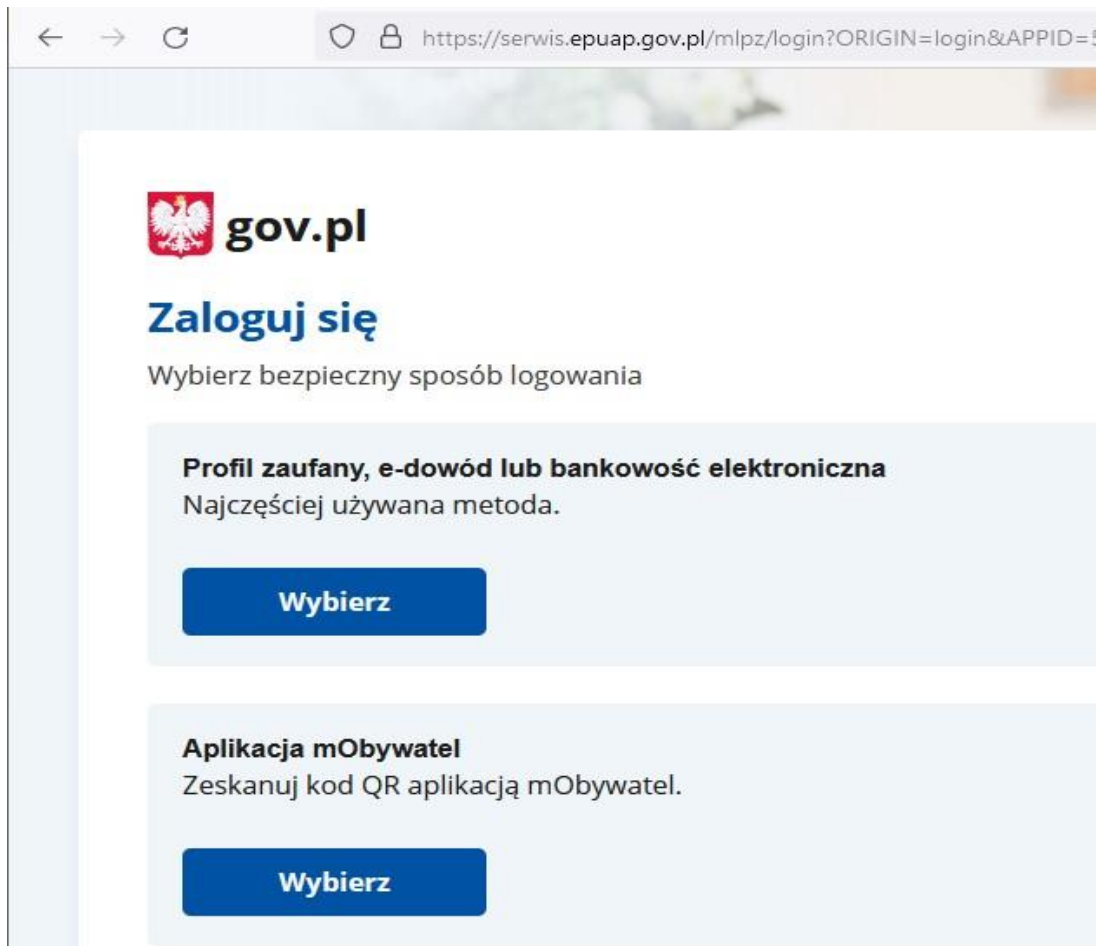 https://serwis.epuap.gov.pl/mlpz/login?ORIGIN=login&APPID=5
gov.pl
Zaloguj się
Wybierz bezpieczny sposób logowania
Profil zaufany, e-dowód lub bankowość elektroniczna
Najczęściej używana metoda.
Wybierz
Aplikacja mObywatel
Zeskanuj kod QR aplikacją mObywatel.
Wybierz